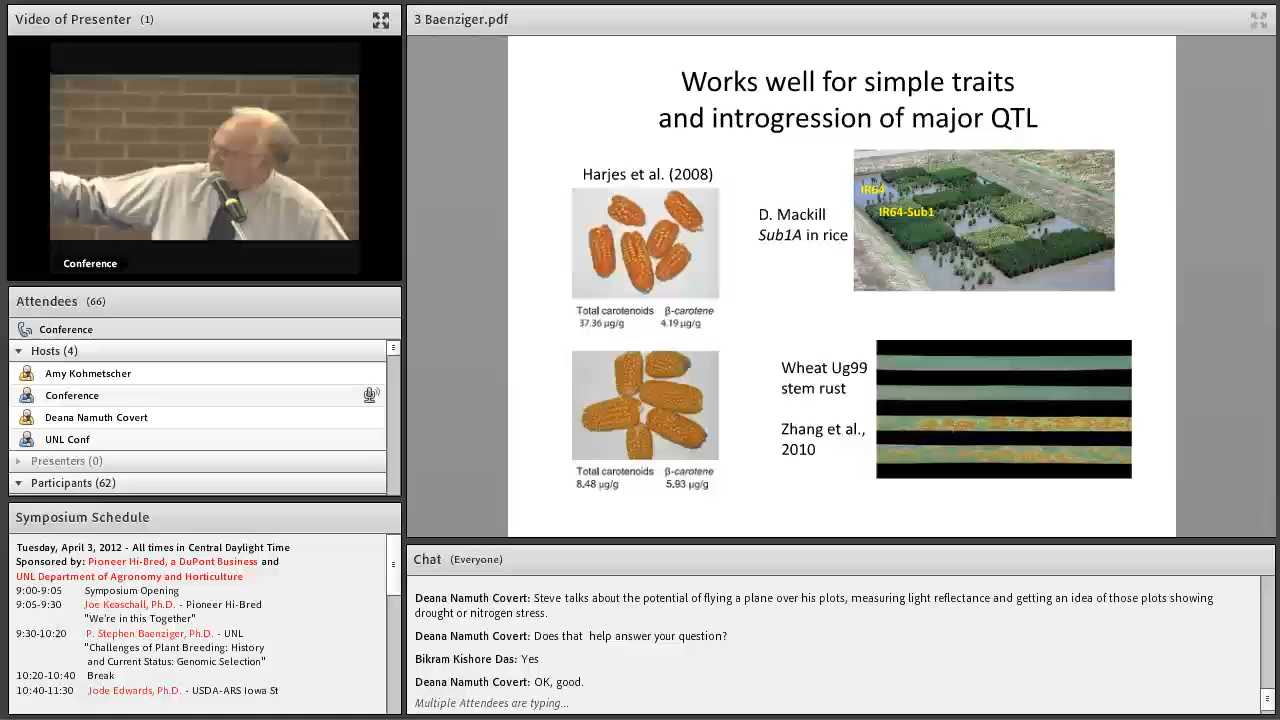 Video of Presenter (1)
Conference
Attendees (66)
Conference
Hosts (4)
Amy Kohmetscher
Conference
Deana Namuth Covert
UNL Conf
Presenters (0)
Participants (62)
Symposium Schedule
Tuesday, April 3, 2012 - All times in Central Daylight Time
Sponsored by: Pioneer Hi-Bred, a DuPont Business and
UNL Department of Agronomy and Horticulture
9:00-9:05 Symposium Opening
9:05-9:30 Joe Keaschall, Ph.D. - Pioneer Hi-Bred
"We're in this Together"
9:30-10:20 P. Stephen Baenziger, Ph.D. - UNL
"Challenges of Plant Breeding: History
and Current Status: Genomic Selection"
10:20-10:40 Break
10:40-11:30 Jode Edwards, Ph.D. - USDA-ARS Iowa St
3 Baenziger.pdf
Works well for simple traits
and introgression of major QTL
Harjes et al. (2008)
Total carotenoids β-carotene
37.36 µg/g 4.19 µg/g
Total carotenoids β-carotene
8.48 µg/g 5.93 µg/g
D. Mackill
Sub1A in rice
IR64
IR64-Sub1
Wheat Ug99
stem rust
Zhang et al.,
2010
Chat (Everyone)
Deana Namuth Covert: Steve talks about the potential of flying a plane over his plots, measuring light reflectance and getting an idea of those plots showing
drought or nitrogen stress.
Deana Namuth Covert: Does that help answer your question?
Bikram Kishore Das: Yes
Deana Namuth Covert: OK, good.
Multiple Attendees are typing...